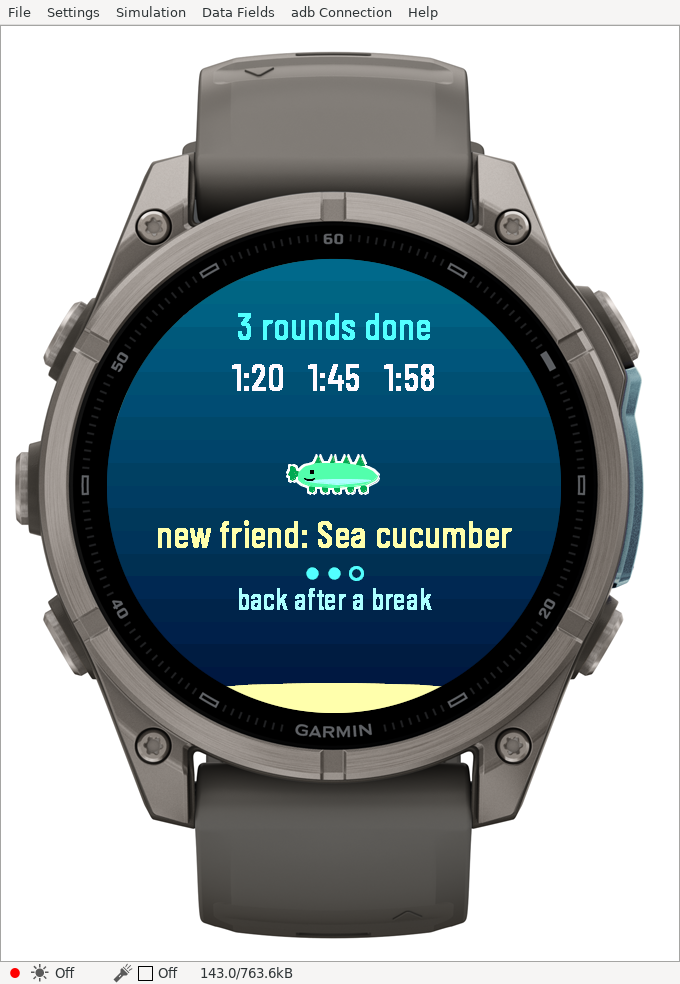 File Settings Simulation Data Fields adb Connection Help
60
50
3 rounds done
1:20 1:45 1:58
new friend: Sea cucumber
back after a break
40
20
GARMIN
Off Off 143.0/763.6kB